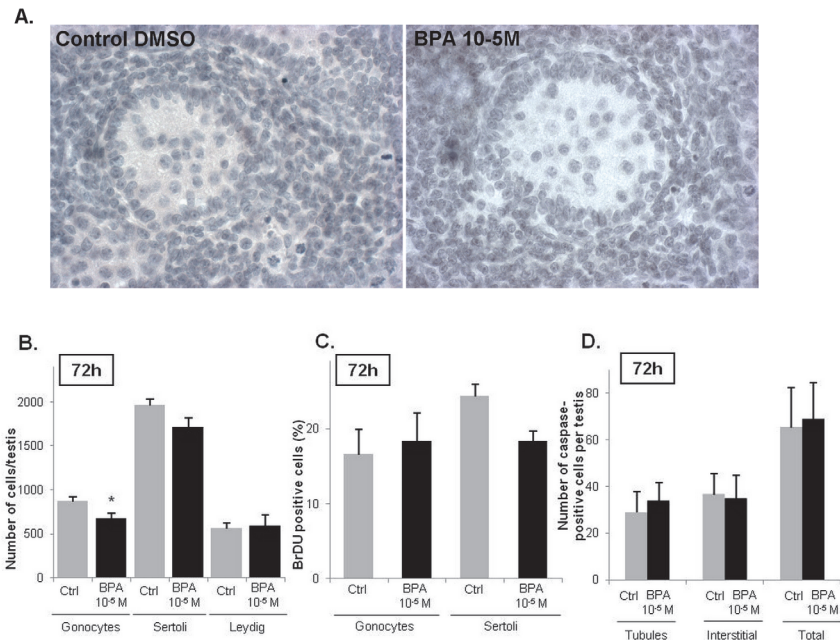 A.
Control DMSO
BPA 10-5M
B.
72h
Number of cells/testis
2000
1500
1000
500
0
*
Ctrl
BPA
10-5 M
Ctrl
BPA
10-5 M
Ctrl
BPA
10-5 M
Gonocytes
Sertoli
Leydig
C.
72h
BrDU positive cells (%)
20
10
0
Ctrl
BPA
10-5 M
Ctrl
BPA
10-5 M
Gonocytes
Sertoli
D.
72h
Number of caspase-
positive cells per testis
80
60
40
20
0
Ctrl
BPA
10-5 M
Ctrl
BPA
10-5 M
Ctrl
BPA
10-5 M
Tubules
Interstitial
Total